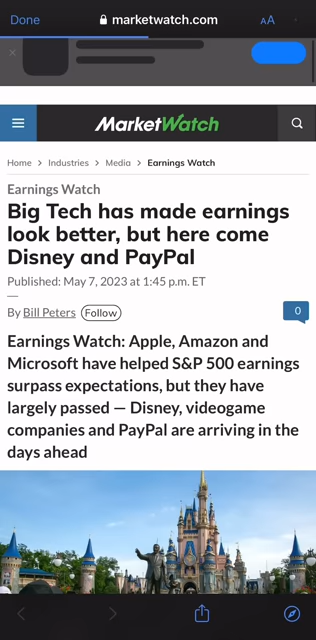 Done
marketwatch.com
AA
MarketWatch
Home > Industries > Media > Earnings Watch
Earnings Watch
Big Tech has made earnings
look better, but here come
Disney and PayPal
Published: May 7, 2023 at 1:45 p.m. ET
By Bill Peters Follow
0
Earnings Watch: Apple, Amazon and
Microsoft have helped S&P 500 earnings
surpass expectations, but they have
largely passed — Disney, videogame
companies and PayPal are arriving in the
days ahead